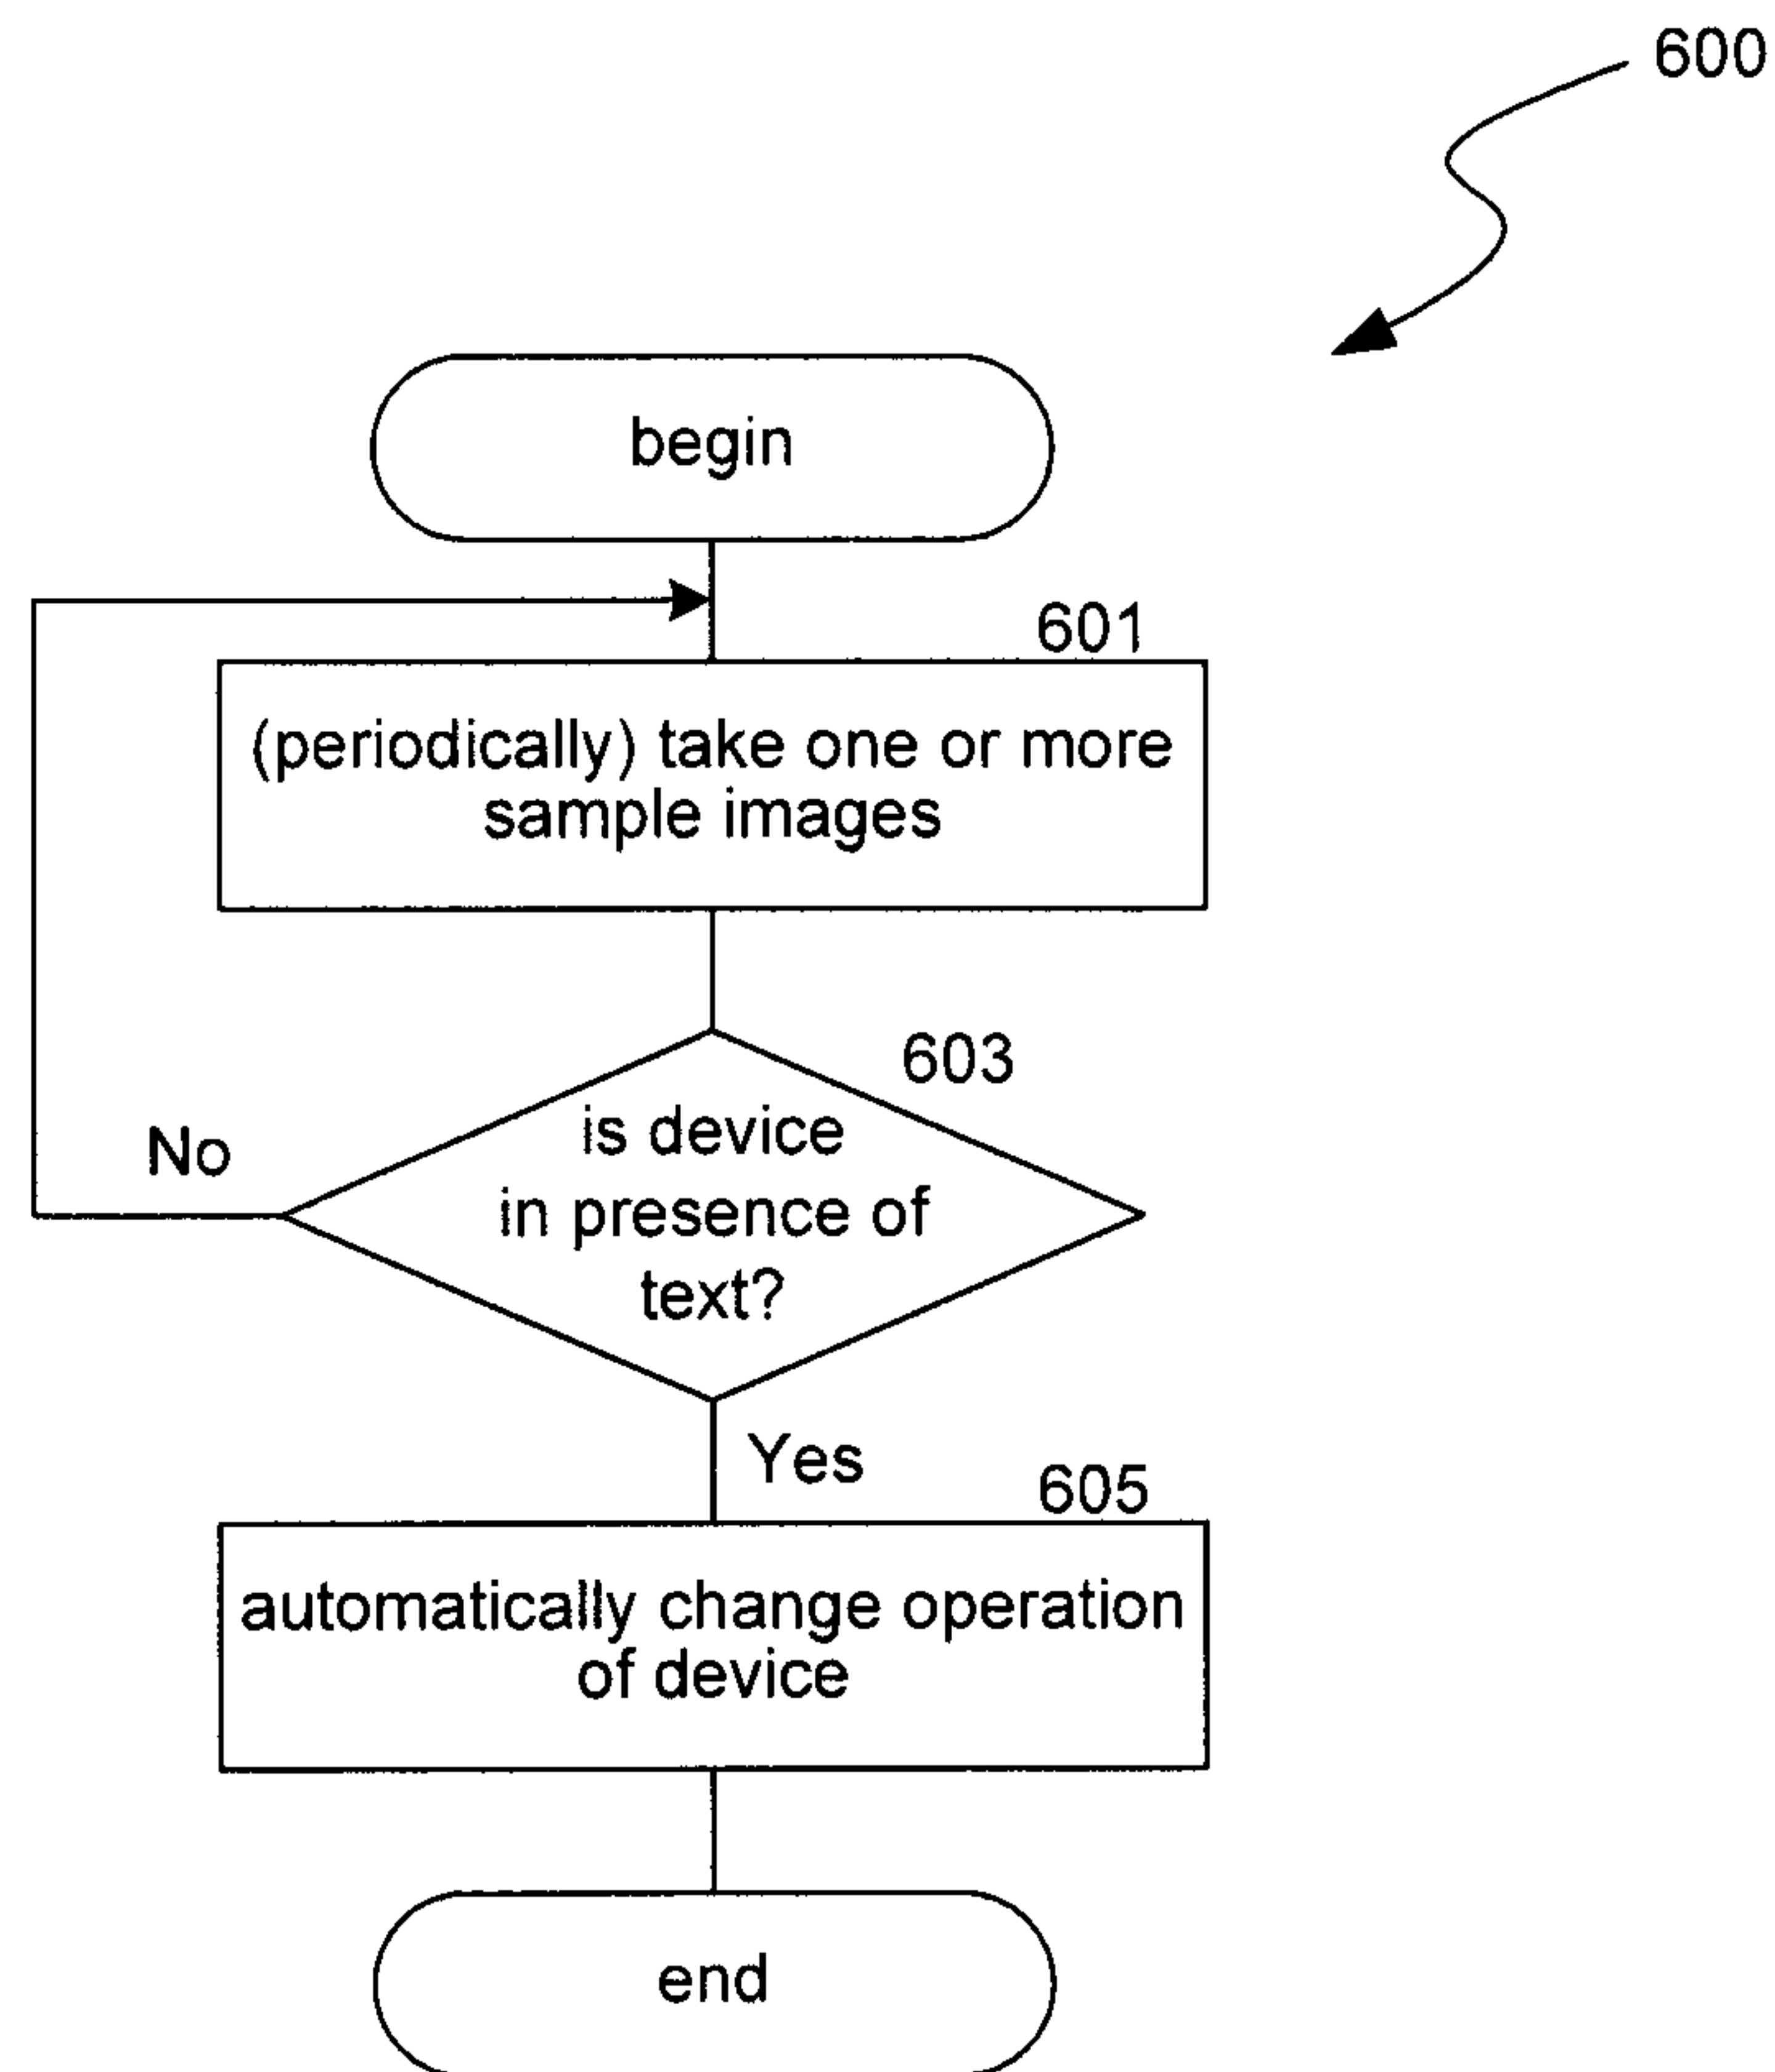 600
begin
601
(periodically) take one or more
sample images
603
is device
in presence of
text?
No
Yes
605
automatically change operation
of device
end